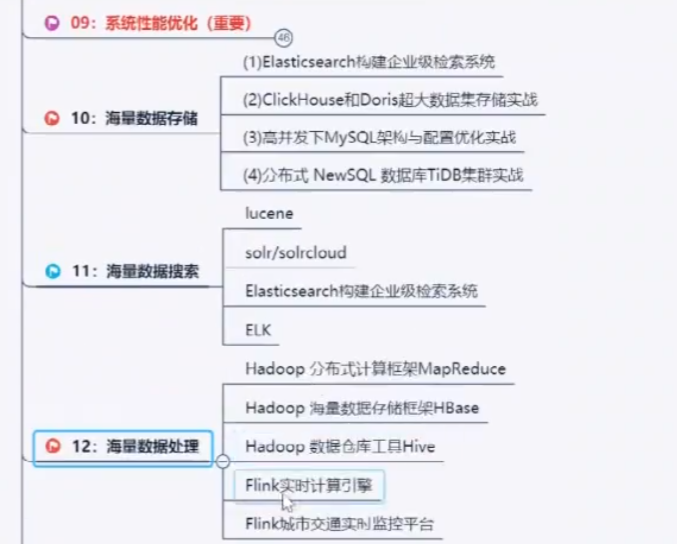 09：系统性能优化（重要）
46
10：海量数据存储
(1)Elasticsearch构建企业级检索系统
(2)ClickHouse和Doris超大数据集存储实战
(3)高并发下MySQL架构与配置优化实战
(4)分布式 NewSQL 数据库TiDB集群实战
11：海量数据搜索
lucene
solr/solrcloud
Elasticsearch构建企业级检索系统
ELK
12：海量数据处理
Hadoop 分布式计算框架MapReduce
Hadoop 海量数据存储框架HBase
Hadoop 数据仓库工具Hive
Flink实时计算引擎
Flink城市交通实时监控平台